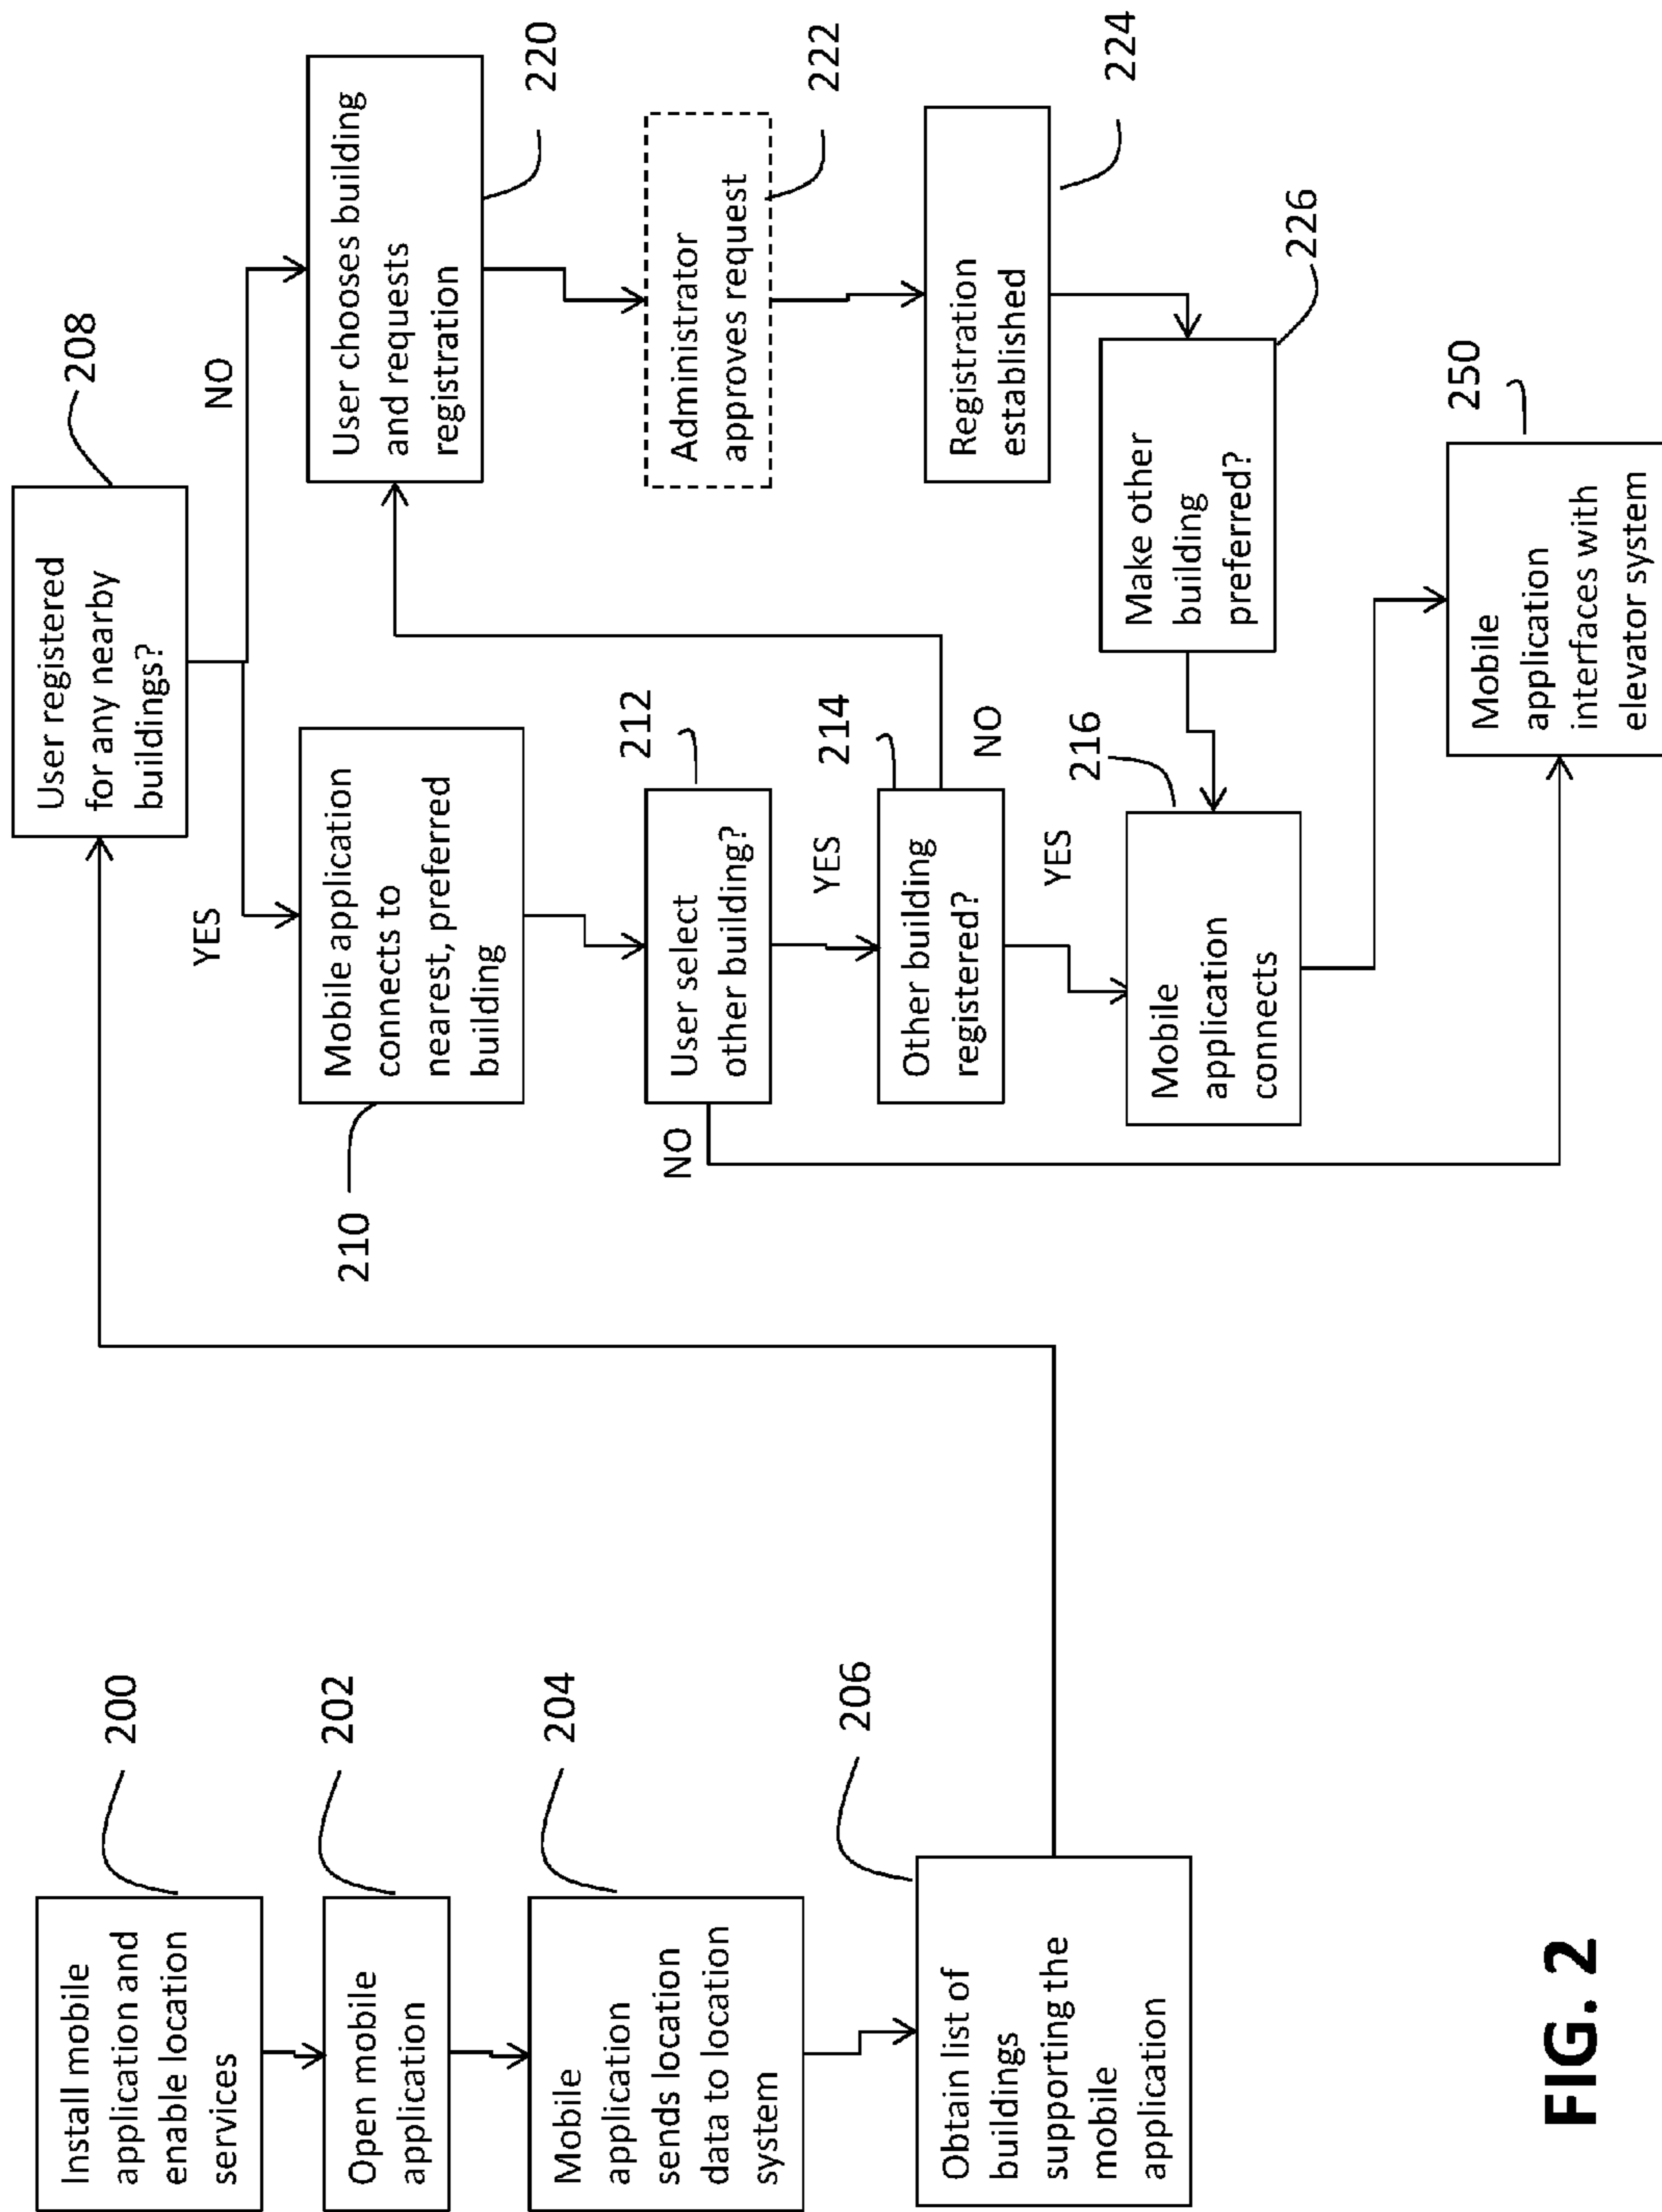 Install mobile
application and
enable location
services
200
Open mobile
application
202
Mobile
application
sends location
data to location
system
204
Obtain list of
buildings
supporting the
mobile
application
206
User registered
for any nearby
buildings?
208
YES
NO
Mobile application
connects to
nearest, preferred
building
210
User select
other building?
212
NO
YES
Other building
registered?
214
NO
YES
Mobile
application
connects
216
User chooses building
and requests
registration
220
Administrator
approves request
222
Registration
established
224
Make other
building
preferred?
226
Mobile
application
interfaces with
elevator system
250
FIG. 2